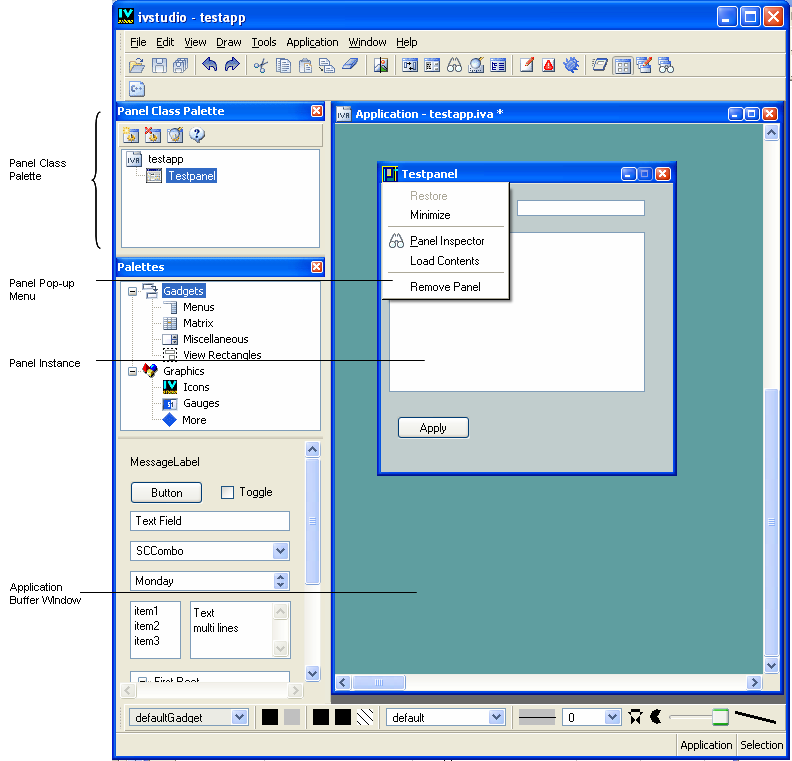 ivstudio - testapp
File Edit View Draw Tools Application Window Help
C++
Panel Class Palette
IVA testapp
Testpanel
Panel Class
Palette
Palettes
Gadgets
Menus
Matrix
Miscellaneous
View Rectangles
Graphics
Icons
Gauges
More
Panel Pop-up
Menu
Panel Instance
MessageLabel
Button
Toggle
Text Field
SCCombo
Monday
item1
item2
item3
Text
multi lines
First Root
Application
Buffer Window
IVA Application - testapp.iva *
Testpanel
Restore
Minimize
Panel Inspector
Load Contents
Remove Panel
Apply
defaultGadget
default
0
Application
Selection